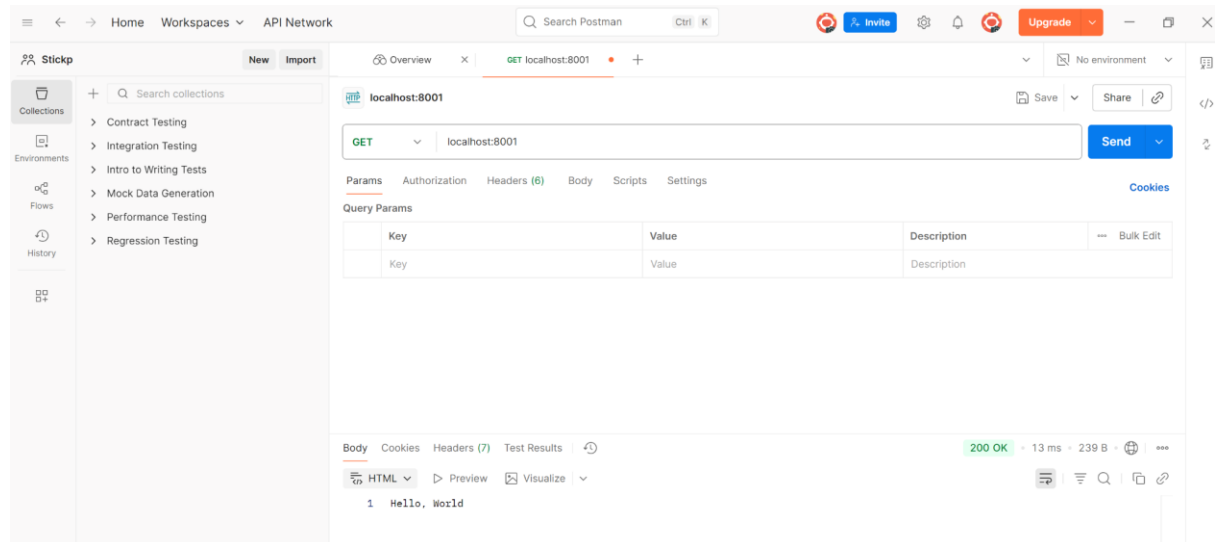 Home Workspaces API Network Search Postman Ctrl K Invite Upgrade
Stickp New Import Overview GET localhost:8001 No environment
Collections
Environments
Flows
History
Search collections
Contract Testing
Integration Testing
Intro to Writing Tests
Mock Data Generation
Performance Testing
Regression Testing
HTTP localhost:8001 Save Share
GET localhost:8001 Send
Params Authorization Headers (6) Body Scripts Settings Cookies
Query Params
Key Value Description Bulk Edit
Key Value Description
Body Cookies Headers (7) Test Results 200 OK 13 ms 239 B
HTML Preview Visualize
1 Hello, World